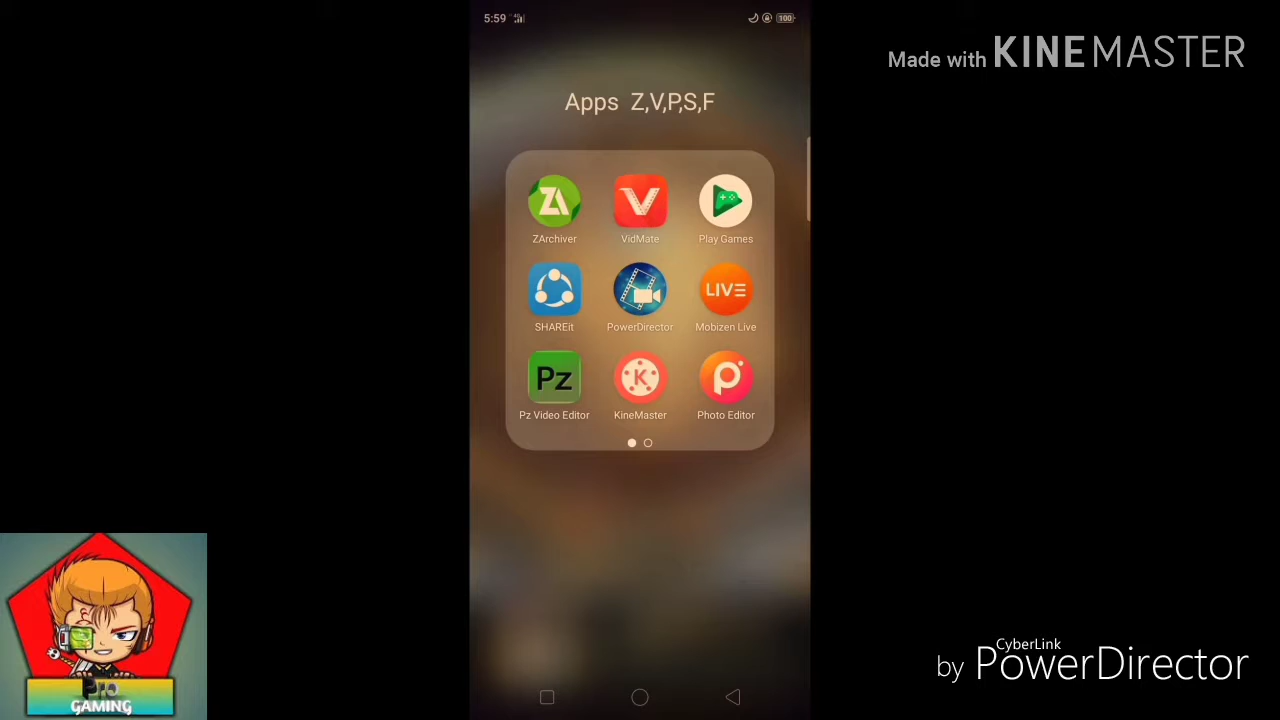 5:59
100
Made with KINEMASTER
Apps Z,V,P,S,F
ZArchiver
VidMate
Play Games
SHAREit
PowerDirector
LIVE
Mobizen Live
Pz
Pz Video Editor
K
KineMaster
Photo Editor
Pro
GAMING
CyberLink
by PowerDirector